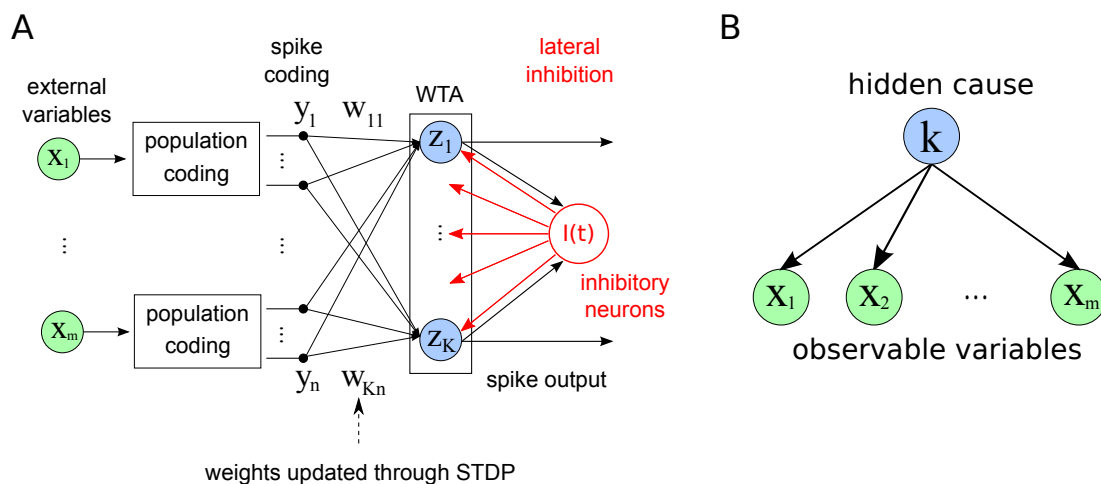 A
external
variables
x1
⋮
xm
population
coding
⋮
population
coding
spike
coding
y1
w11
⋮
⋮
yn
wKn
WTA
z1
⋮
zK
lateral
inhibition
I(t)
inhibitory
neurons
spike output
weights updated through STDP
B
hidden cause
k
x1 x2 ... xm
observable variables